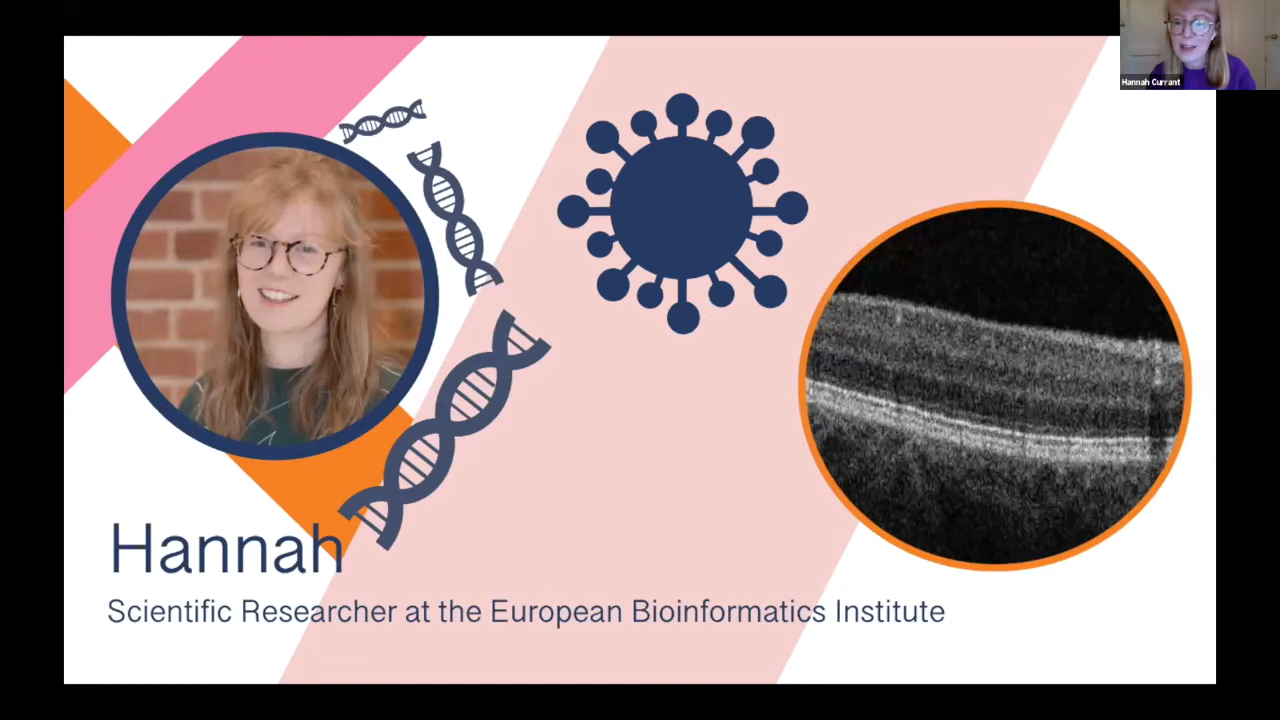 Hannah Currant
Hannah
Scientific Researcher at the European Bioinformatics Institute